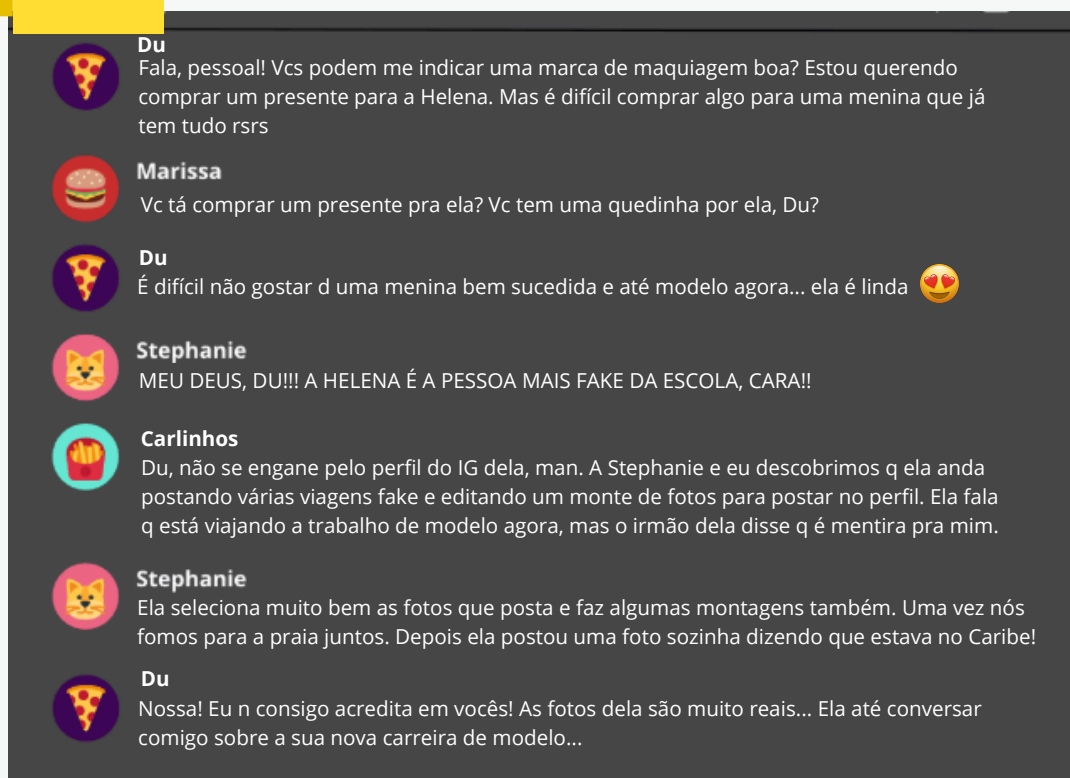 Du
Fala, pessoal! Vcs podem me indicar uma marca de maquiagem boa? Estou querendo
comprar um presente para a Helena. Mas é difícil comprar algo para uma menina que já
tem tudo rsrs
Marissa
Vc tá comprar um presente pra ela? Vc tem uma quedinha por ela, Du?
Du
É difícil não gostar d uma menina bem sucedida e até modelo agora... ela é linda
Stephanie
MEU DEUS, DU!!! A HELENA É A PESSOA MAIS FAKE DA ESCOLA, CARA!!
Carlinhos
Du, não se engane pelo perfil do IG dela, man. A Stephanie e eu descobrimos q ela anda
postando várias viagens fake e editando um monte de fotos para postar no perfil. Ela fala
q está viajando a trabalho de modelo agora, mas o irmão dela disse q é mentira pra mim.
Stephanie
Ela seleciona muito bem as fotos que posta e faz algumas montagens também. Uma vez nós
fomos para a praia juntos. Depois ela postou uma foto sozinha dizendo que estava no Caribe!
Du
Nossa! Eu n consigo acredita em vocês! As fotos dela são muito reais... Ela até conversar
comigo sobre a sua nova carreira de modelo...